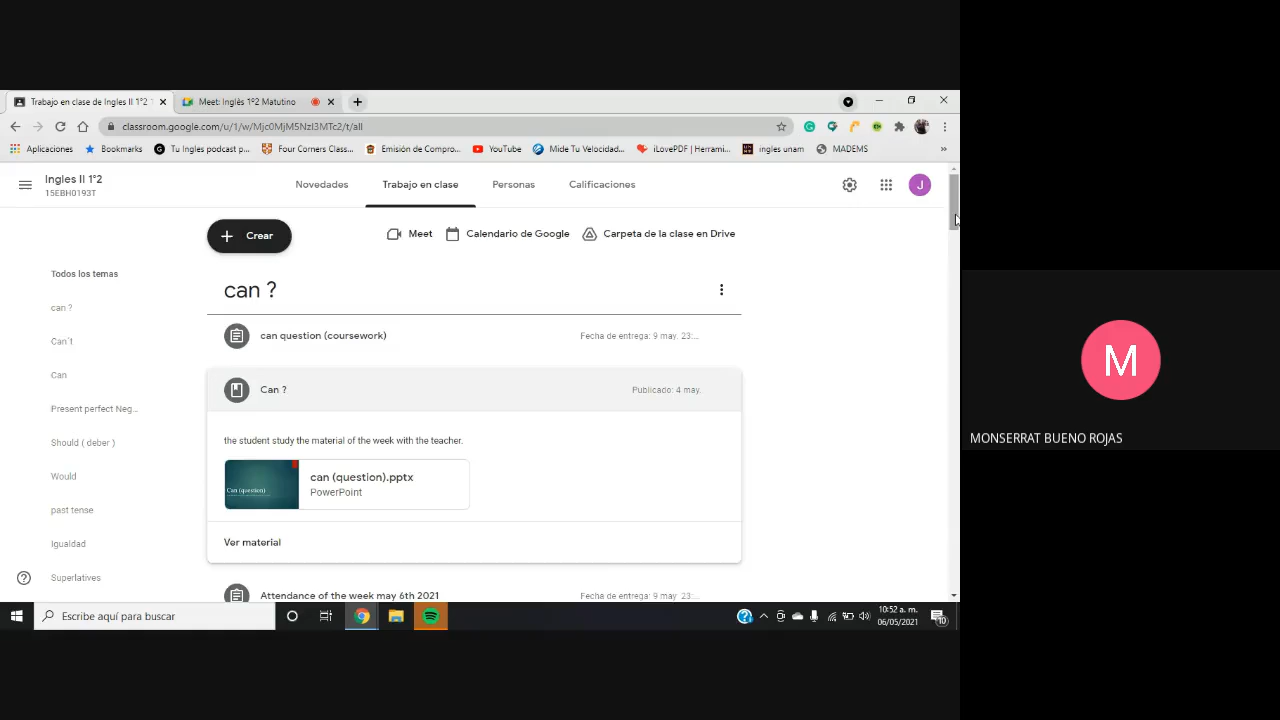 Trabajo en clase de Ingles II 1°2
Meet: Inglès 1º2 Matutino
classroom.google.com/u/1/w/Mjc0MjM5NzI3MTc2/t/all
Aplicaciones
Bookmarks
Tu Ingles podcast p...
Four Corners Class...
Emisión de Compro...
YouTube
Mide Tu Velocidad...
iLovePDF | Herrami...
ingles unam
MADEMS
»
Ingles II 1°2
15EBH0193T
Novedades
Trabajo en clase
Personas
Calificaciones
J
+ Crear
Meet
Calendario de Google
Carpeta de la clase en Drive
Todos los temas
can ?
Can´t
Can
Present perfect Neg...
Should ( deber )
Would
past tense
Igualdad
Superlatives
can ?
can question (coursework)
Fecha de entrega: 9 may. 23:...
Can ?
Publicado: 4 may.
the student study the material of the week with the teacher.
Can (question)
can (question).pptx
PowerPoint
Ver material
Attendance of the week may 6th 2021
Fecha de entrega: 9 may. 23:...
M
MONSERRAT BUENO ROJAS
Escribe aquí para buscar
10:52 a. m.
06/05/2021
10